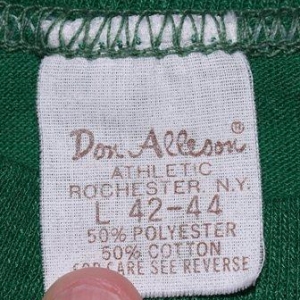 Don Alleson®
ATHLETIC
ROCHESTER, N.Y.
L 42-44
50% POLYESTER
50% COTTON
FOR CARE SEE REVERSE